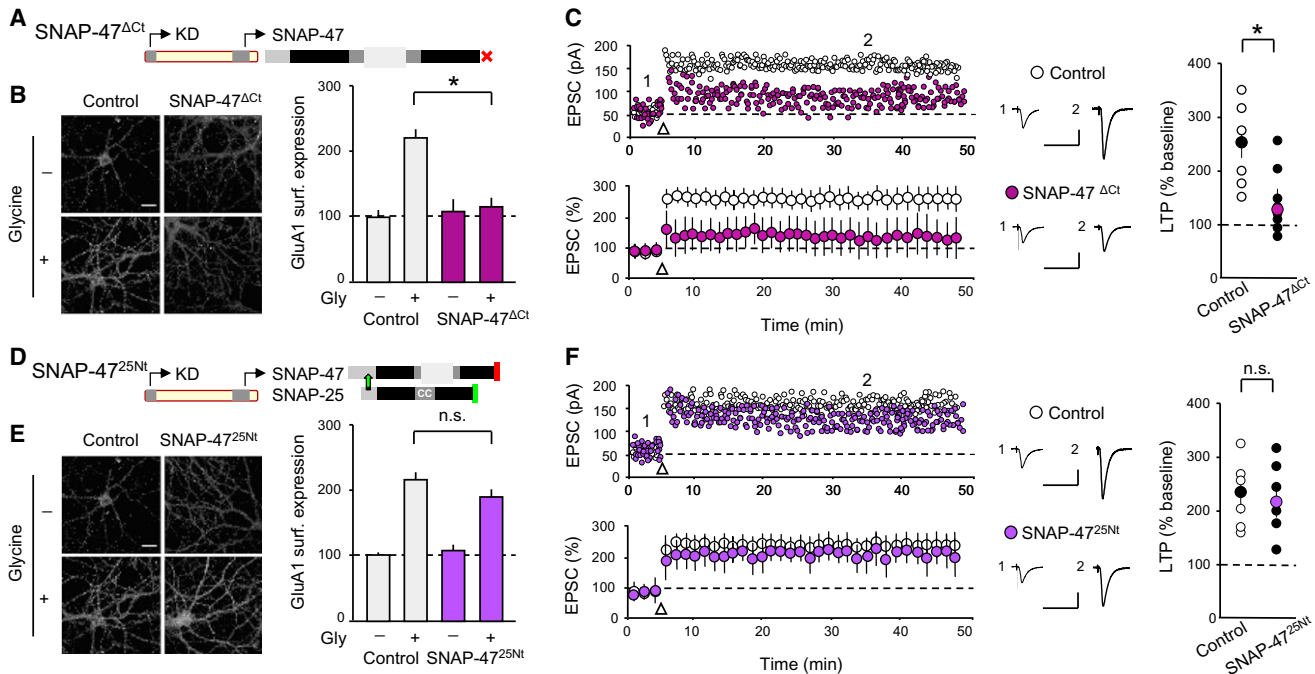 A
SNAP-47ΔCt
KD
SNAP-47
B
Control SNAP-47ΔCt
Glycine
–
+
GluA1 surf. expression
300
200
100
0
*
Gly – + – +
Control SNAP-47ΔCt
C
EPSC (pA)
200
150
100
50
0
1
2
0 10 20 30 40 50
EPSC (%)
300
200
100
0
0 10 20 30 40 50
Time (min)
Control
1 2
SNAP-47 ΔCt
1 2
LTP (% baseline)
400
300
200
100
0
*
Control
SNAP-47ΔCt
D
SNAP-4725Nt
KD
SNAP-47
SNAP-25
CC
E
Control SNAP-4725Nt
Glycine
–
+
GluA1 surf. expression
300
200
100
0
n.s.
Gly – + – +
Control SNAP-4725Nt
F
EPSC (pA)
200
150
100
50
0
1
2
0 10 20 30 40 50
EPSC (%)
300
200
100
0
0 10 20 30 40 50
Time (min)
Control
1 2
SNAP-4725Nt
1 2
LTP (% baseline)
400
300
200
100
0
n.s.
Control
SNAP-4725Nt